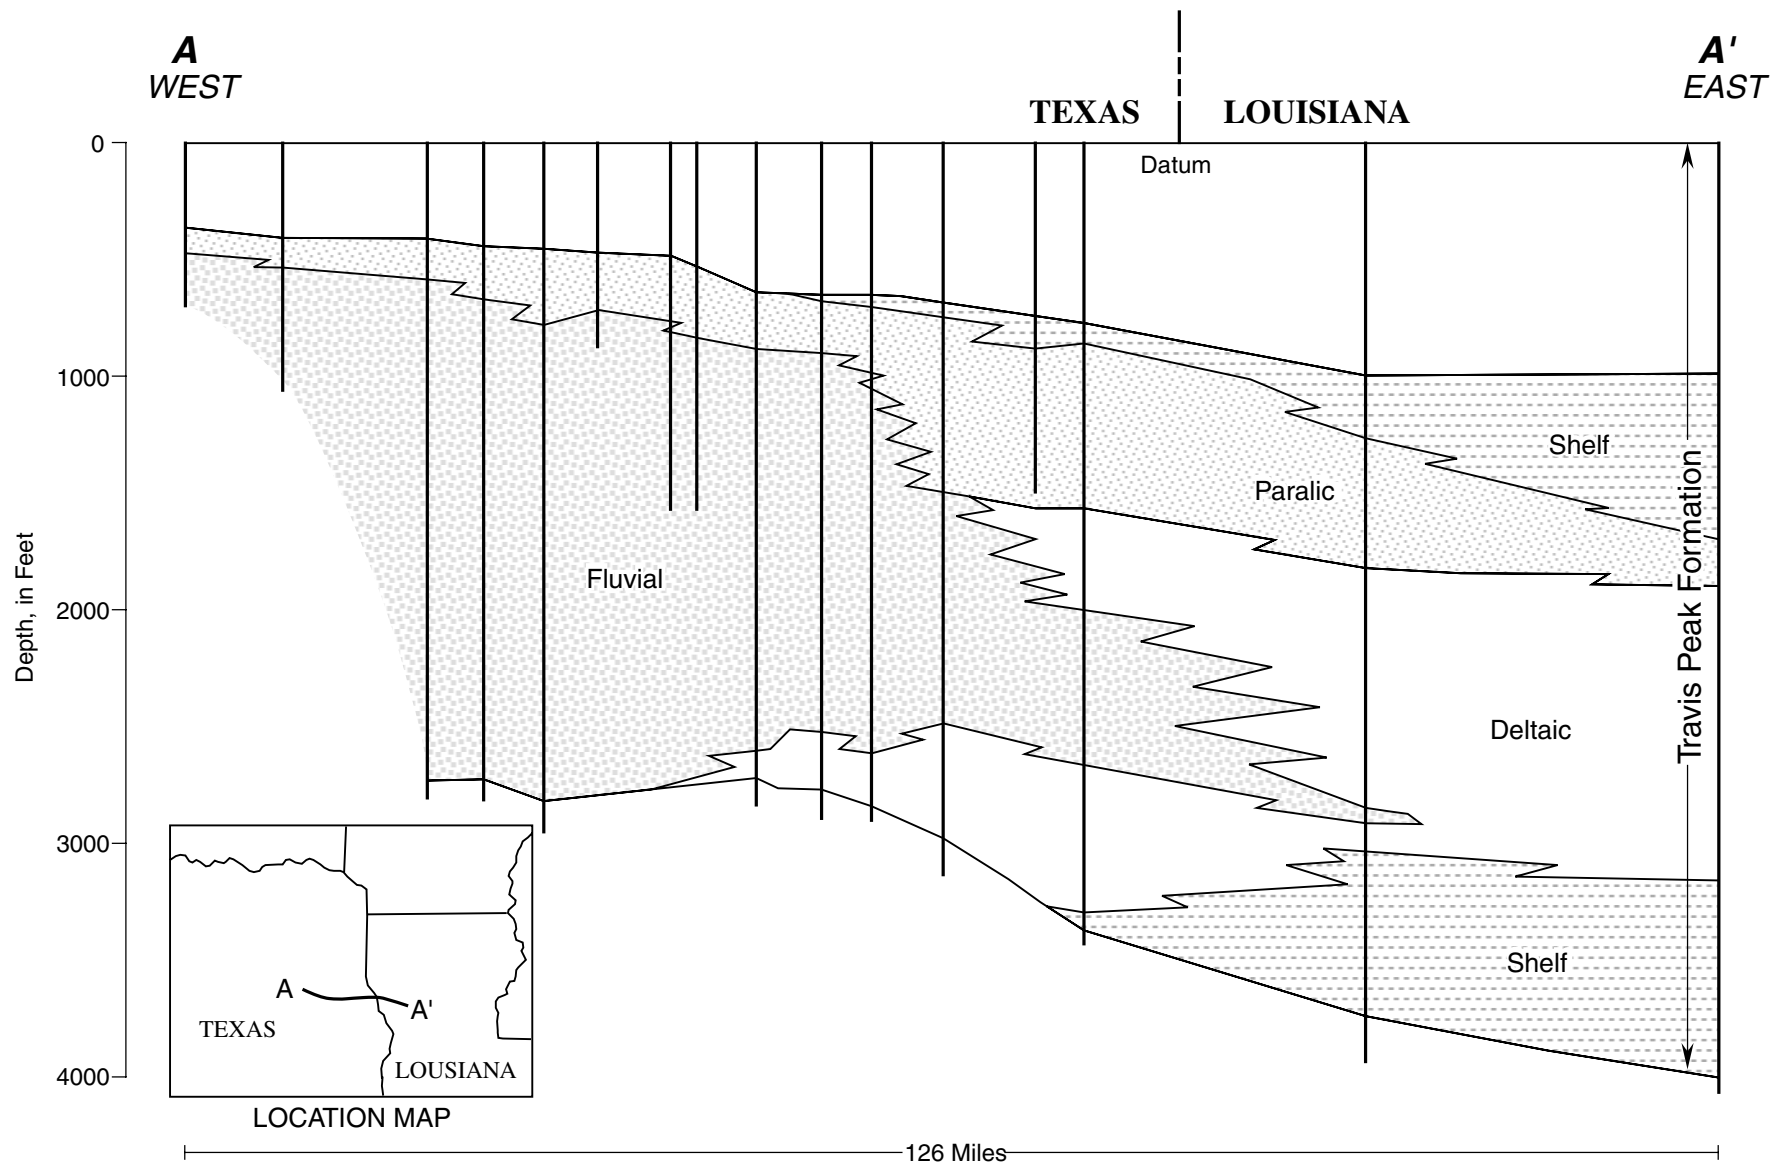 A
WEST
A'
EAST
TEXAS
LOUISIANA
Datum
0
1000
2000
3000
4000
Depth, in Feet
Shelf
Paralic
Fluvial
Deltaic
Shelf
Travis Peak Formation
A
A'
TEXAS
LOUSIANA
LOCATION MAP
126 Miles